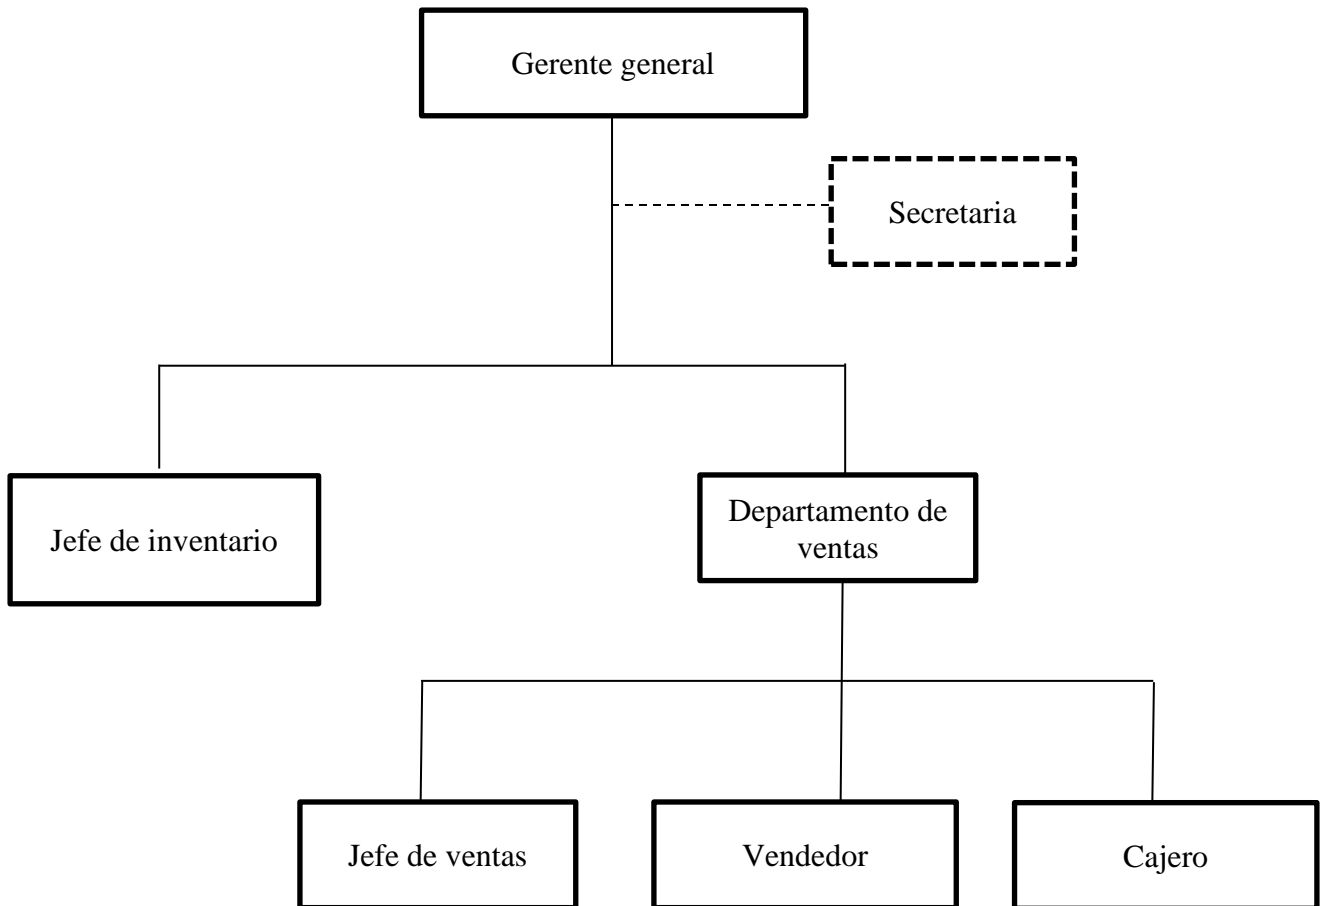 Gerente general
Secretaria
Jefe de inventario
Departamento de
ventas
Jefe de ventas
Vendedor
Cajero